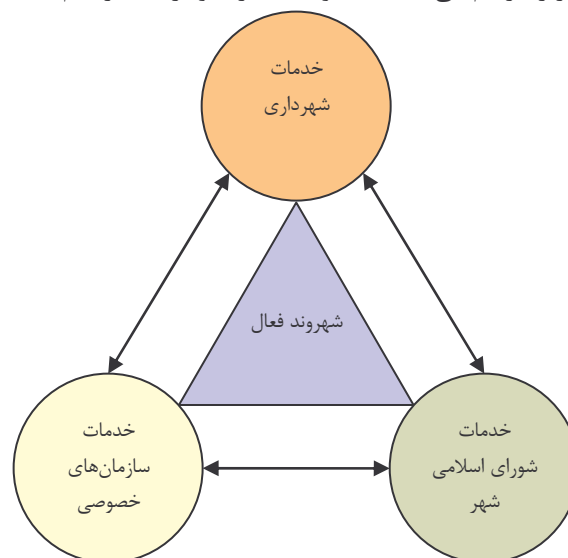 خدمات
شهرداری
شهروند فعال
خدمات
شورای اسلامی
شهر
خدمات
سازمان‌های
خصوصی